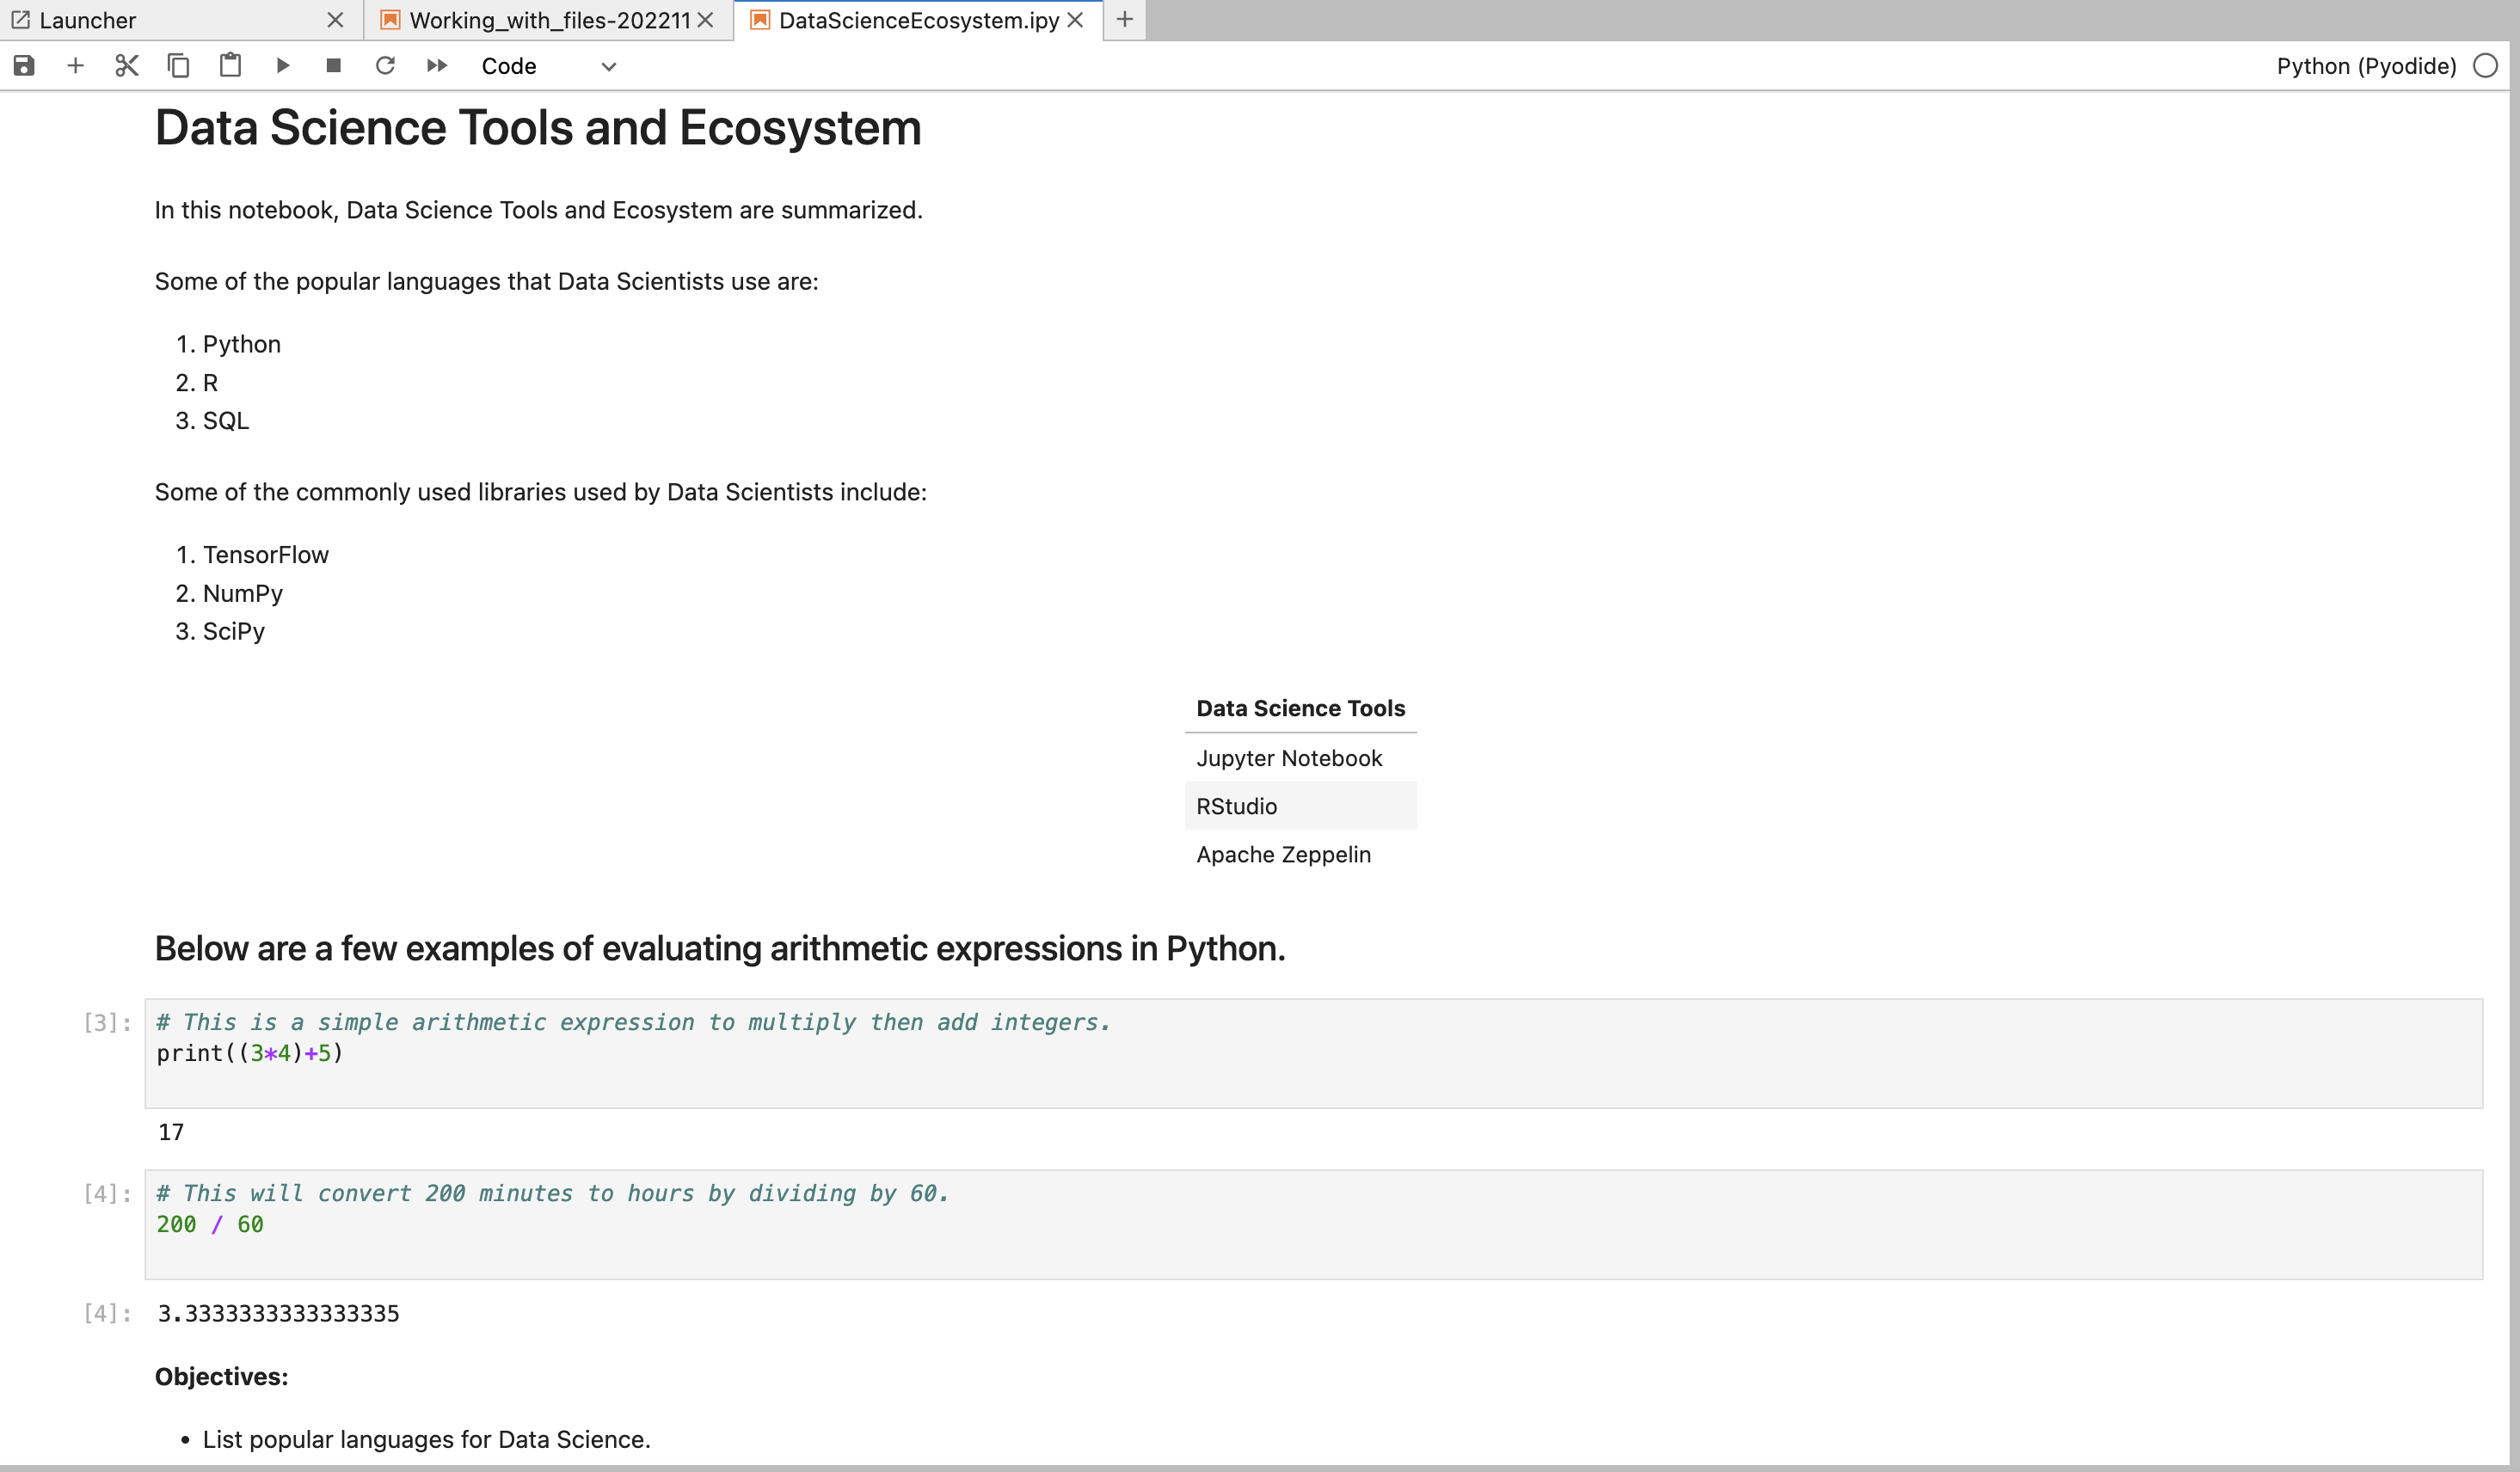 Launcher
Working_with_files-202211
DataScienceEcosystem.ipy
Code
Python (Pyodide)
Data Science Tools and Ecosystem
In this notebook, Data Science Tools and Ecosystem are summarized.
Some of the popular languages that Data Scientists use are:
1. Python
2. R
3. SQL
Some of the commonly used libraries used by Data Scientists include:
1. TensorFlow
2. NumPy
3. SciPy
Data Science Tools
Jupyter Notebook
RStudio
Apache Zeppelin
Below are a few examples of evaluating arithmetic expressions in Python.
[3]: # This is a simple arithmetic expression to multiply then add integers.
print((3*4)+5)
17
[4]: # This will convert 200 minutes to hours by dividing by 60.
200 / 60
[4]: 3.3333333333333335
Objectives:
• List popular languages for Data Science.